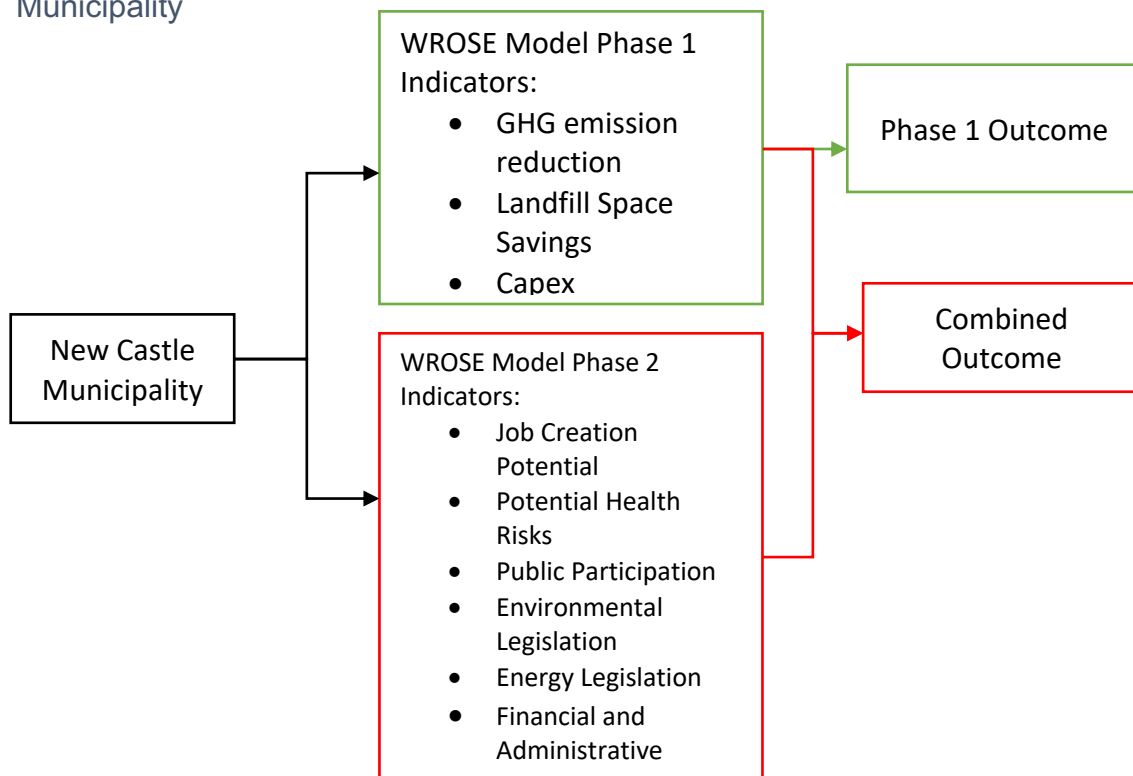 Municipality
WROSE Model Phase 1
Indicators:
• GHG emission
reduction
• Landfill Space
Savings
• Capex
Phase 1 Outcome
New Castle
Municipality
Combined
Outcome
WROSE Model Phase 2
Indicators:
• Job Creation
Potential
• Potential Health
Risks
• Public Participation
• Environmental
Legislation
• Energy Legislation
• Financial and
Administrative